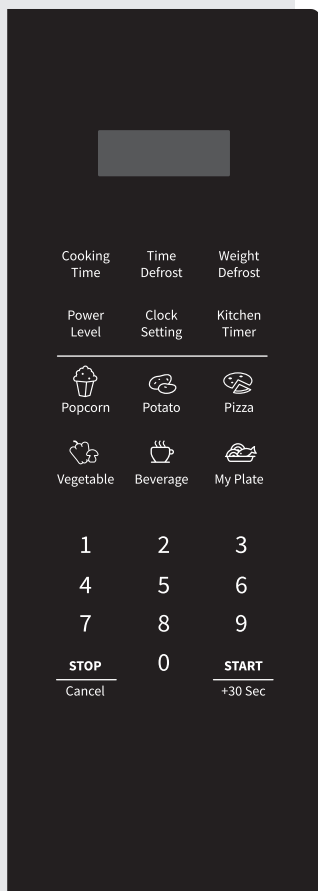 Cooking Time
Time Defrost
Weight Defrost
Power Level
Clock Setting
Kitchen Timer
Popcorn
Potato
Pizza
Vegetable
Beverage
My Plate
1 2 3
4 5 6
7 8 9
STOP 0 START
Cancel +30 Sec